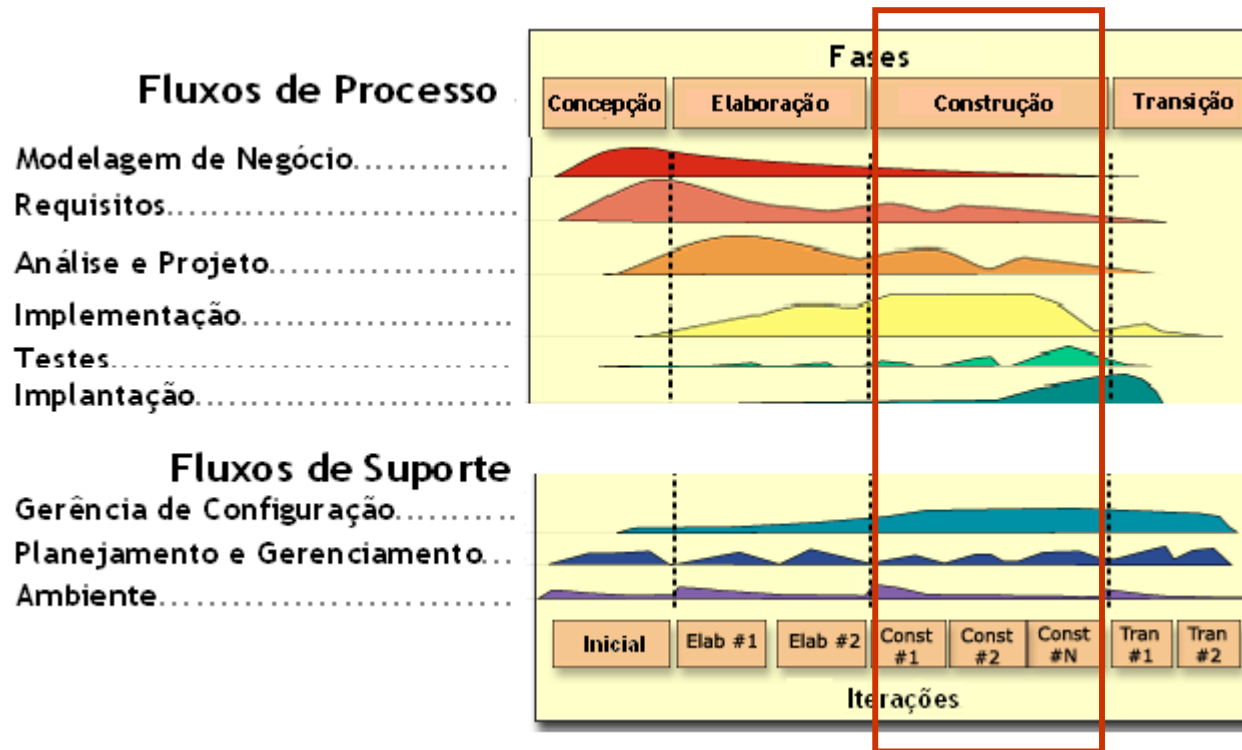 Fases
Fluxos de Processo
Concepção Elaboração Construção Transição
Modelagem de Negócio
Requisitos
Análise e Projeto
Implementação
Testes
Implantação
Fluxos de Suporte
Gerência de Configuração
Planejamento e Gerenciamento
Ambiente
Inicial Elab #1 Elab #2 Const #1 Const #2 Const #N Tran #1 Tran #2
Iterações